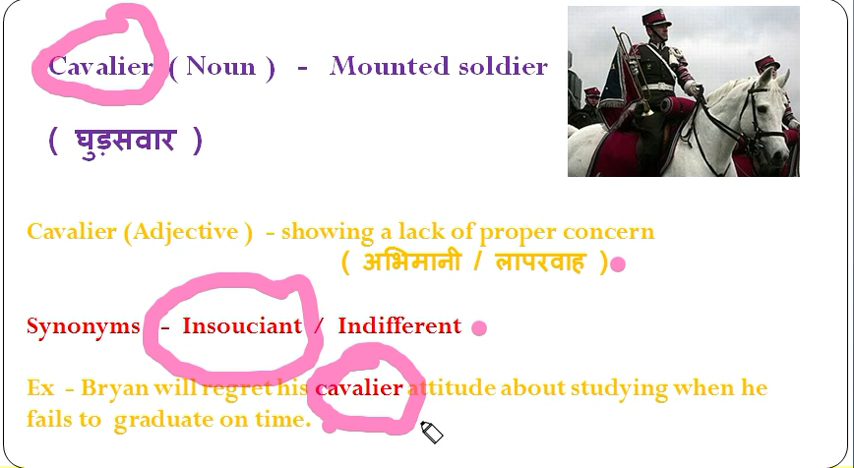 Cavalier ( Noun ) - Mounted soldier
( घुड़सवार )
Cavalier (Adjective ) - showing a lack of proper concern
( अभिमानी / लापरवाह )
Synonyms - Insouciant / Indifferent
Ex - Bryan will regret his cavalier attitude about studying when he
fails to graduate on time.